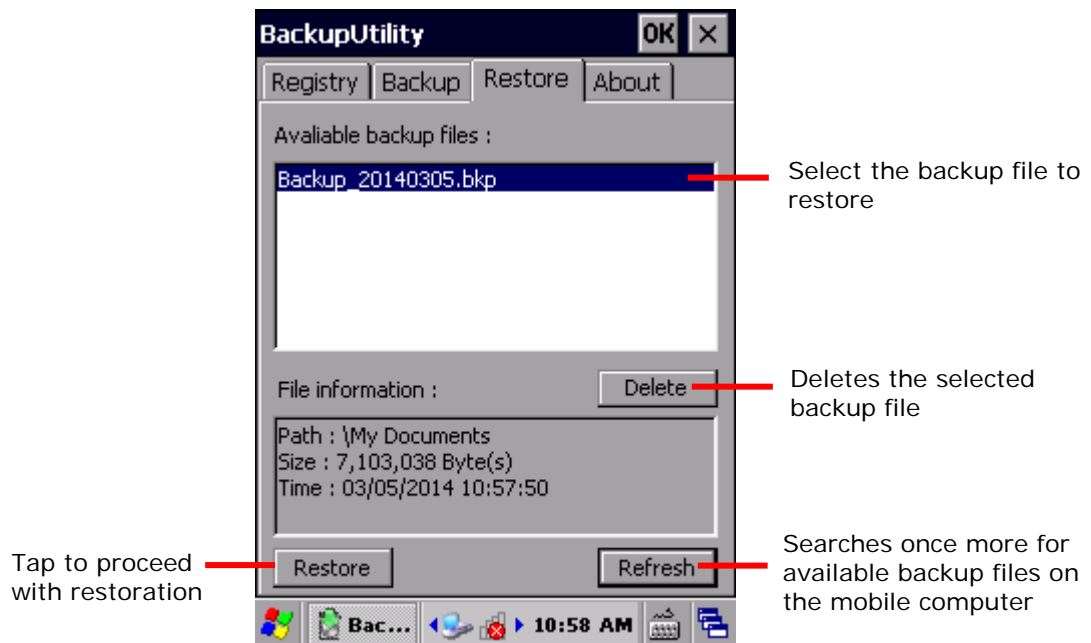 BackupUtility OK ×
Registry Backup Restore About
Avaliable backup files :
Backup_20140305.bkp
Select the backup file to
restore
File information :
Delete
Deletes the selected
backup file
Path : \My Documents
Size : 7,103,038 Byte(s)
Time : 03/05/2014 10:57:50
Tap to proceed
with restoration
Restore
Refresh
Searches once more for
available backup files on
the mobile computer
Bac... 10:58 AM